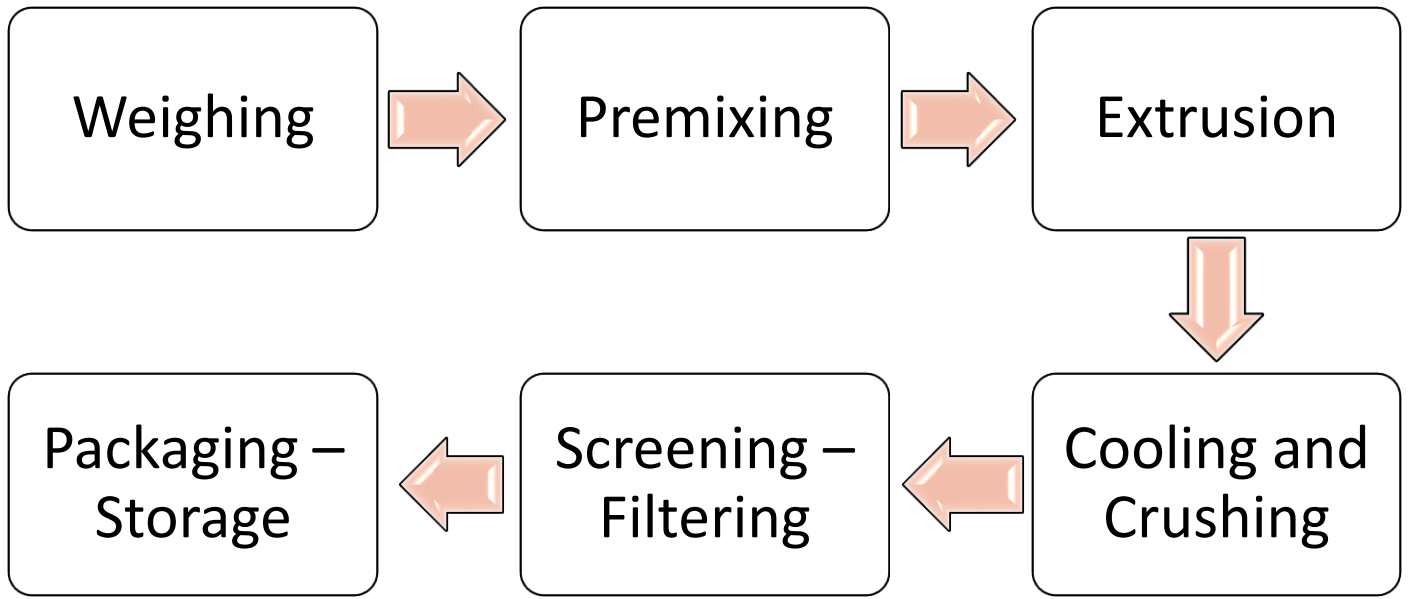 Weighing
Premixing
Extrusion
Cooling and
Crushing
Screening –
Filtering
Packaging –
Storage